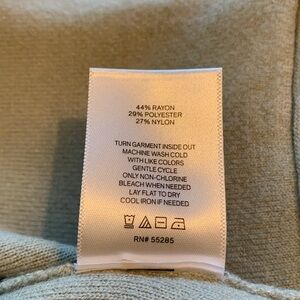 44% RAYON
29% POLYESTER
27% NYLON
TURN GARMENT INSIDE OUT
MACHINE WASH COLD
WITH LIKE COLORS
GENTLE CYCLE
ONLY NON-CHLORINE
BLEACH WHEN NEEDED
LAY FLAT TO DRY
COOL IRON IF NEEDED
RN# 55285